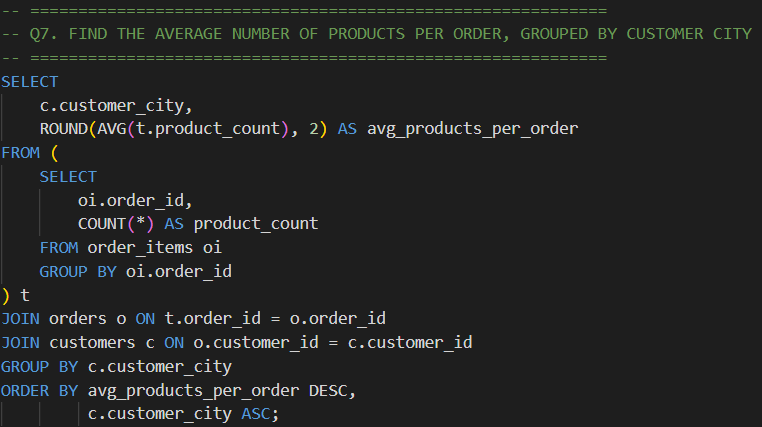 -- ============================================================
-- Q7. FIND THE AVERAGE NUMBER OF PRODUCTS PER ORDER, GROUPED BY CUSTOMER CITY
-- ============================================================
SELECT
    c.customer_city,
    ROUND(AVG(t.product_count), 2) AS avg_products_per_order
FROM (
    SELECT
        oi.order_id,
        COUNT(*) AS product_count
    FROM order_items oi
    GROUP BY oi.order_id
) t
JOIN orders o ON t.order_id = o.order_id
JOIN customers c ON o.customer_id = c.customer_id
GROUP BY c.customer_city
ORDER BY avg_products_per_order DESC,
         c.customer_city ASC;